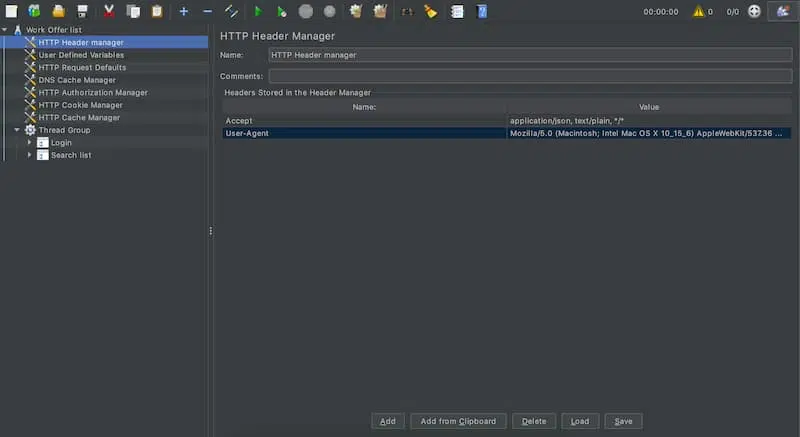 00:00:00 0 0/0
Work Offer list
HTTP Header manager
User Defined Variables
HTTP Request Defaults
DNS Cache Manager
HTTP Authorization Manager
HTTP Cookie Manager
HTTP Cache Manager
Thread Group
Login
Search list
HTTP Header Manager
Name: HTTP Header manager
Comments:
Headers Stored in the Header Manager
Name: Value
Accept application/json, text/plain, */*
User-Agent Mozilla/5.0 (Macintosh; Intel Mac OS X 10_15_6) AppleWebKit/537.36 ...
Add Add from Clipboard Delete Load Save